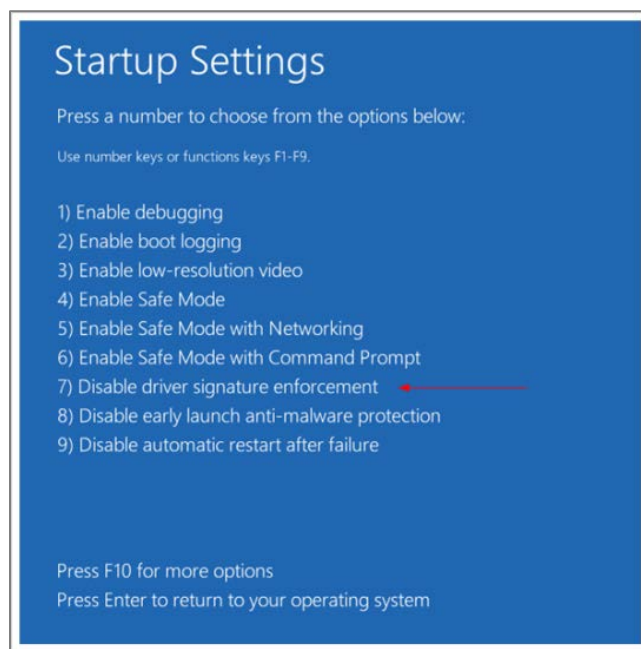 Startup Settings
Press a number to choose from the options below:
Use number keys or functions keys F1-F9.
1) Enable debugging
2) Enable boot logging
3) Enable low-resolution video
4) Enable Safe Mode
5) Enable Safe Mode with Networking
6) Enable Safe Mode with Command Prompt
7) Disable driver signature enforcement
8) Disable early launch anti-malware protection
9) Disable automatic restart after failure
Press F10 for more options
Press Enter to return to your operating system